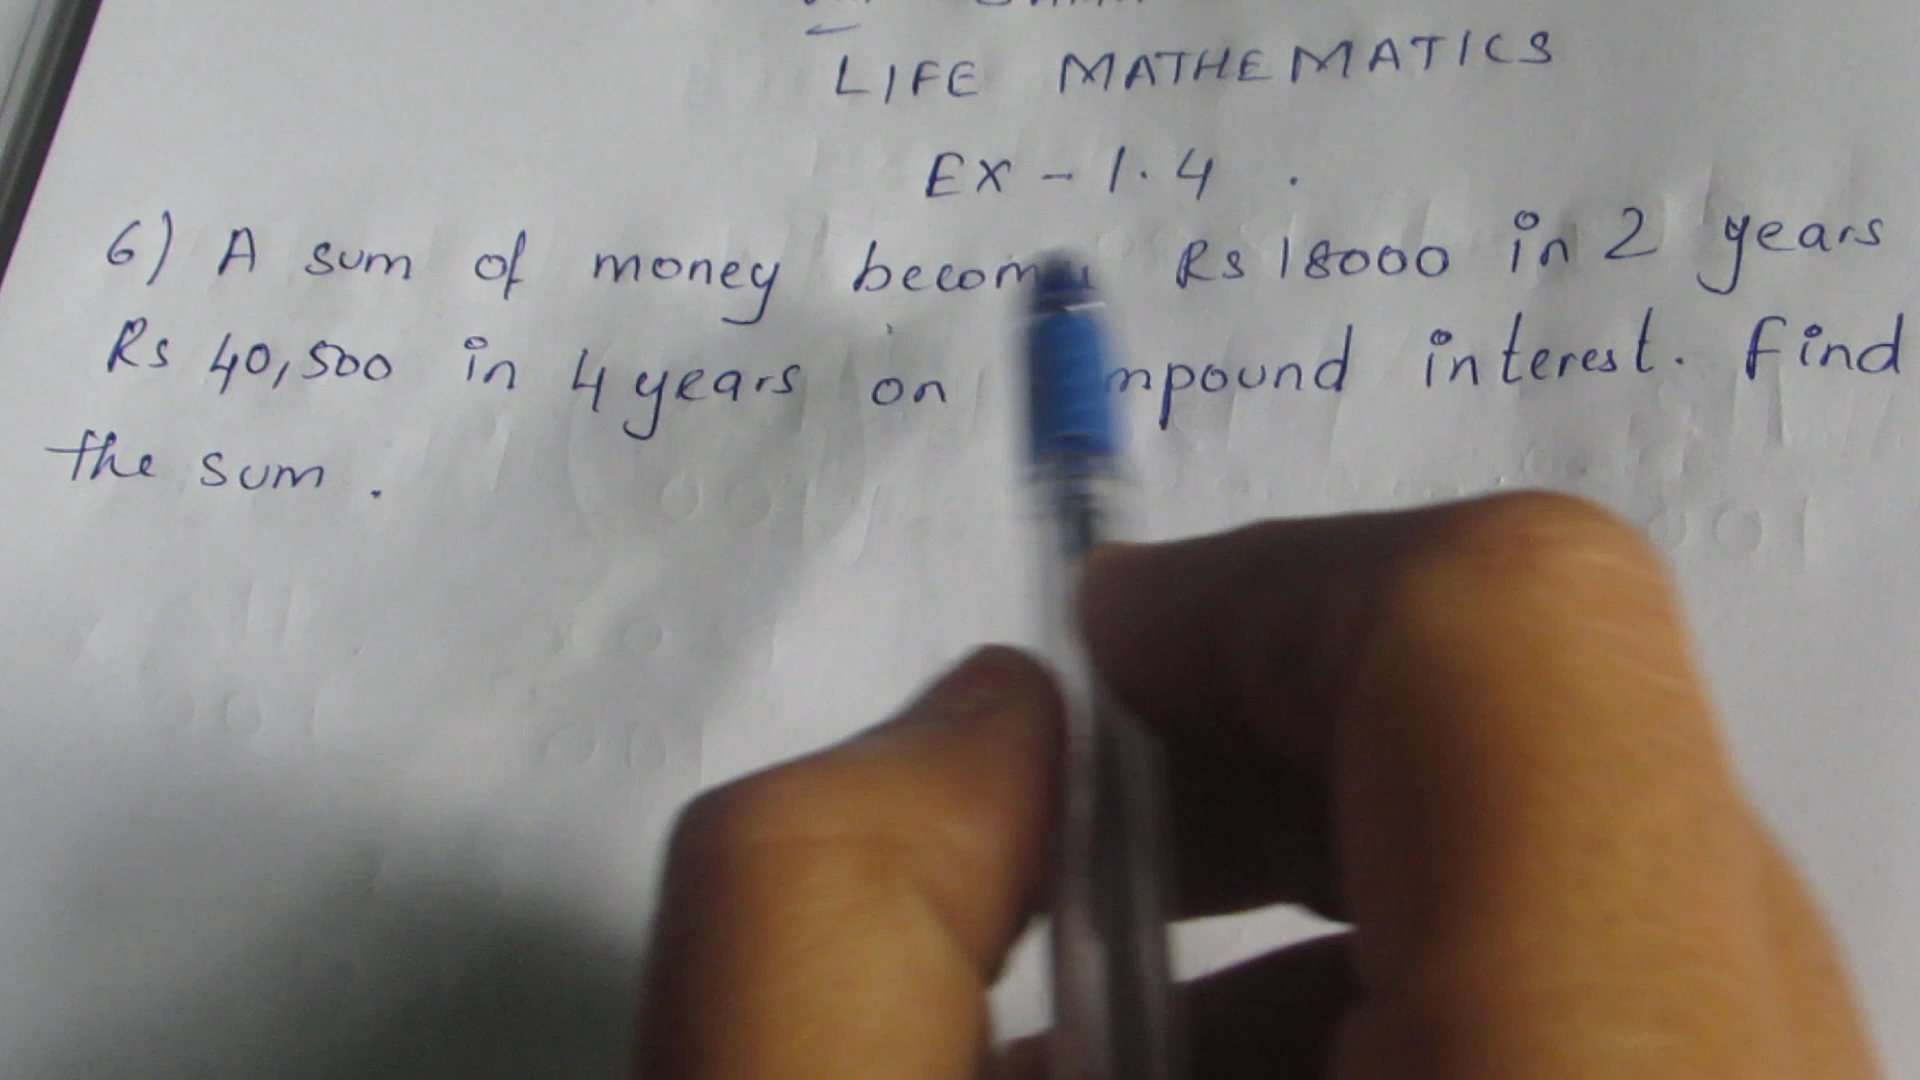 LIFE MATHEMATICS
EX - 1.4 .
6) A sum of money Rs 18000 in 2 years
Rs 40,500 in 4 years on interest. Find
the sum .